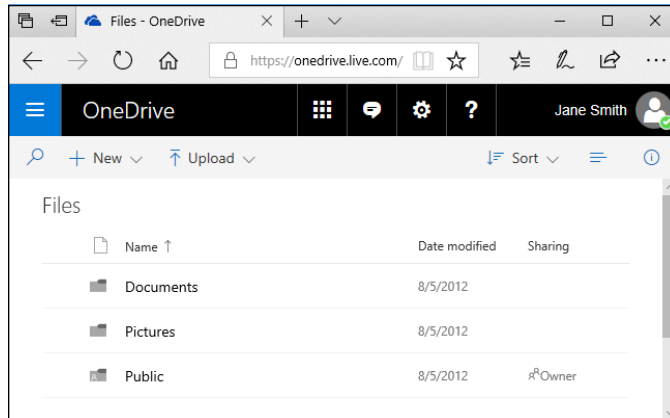 Files - OneDrive
https://onedrive.live.com/
OneDrive
?
Jane Smith
New
Upload
Sort
Files
Name ↑ Date modified Sharing
Documents 8/5/2012
Pictures 8/5/2012
Public 8/5/2012 Owner